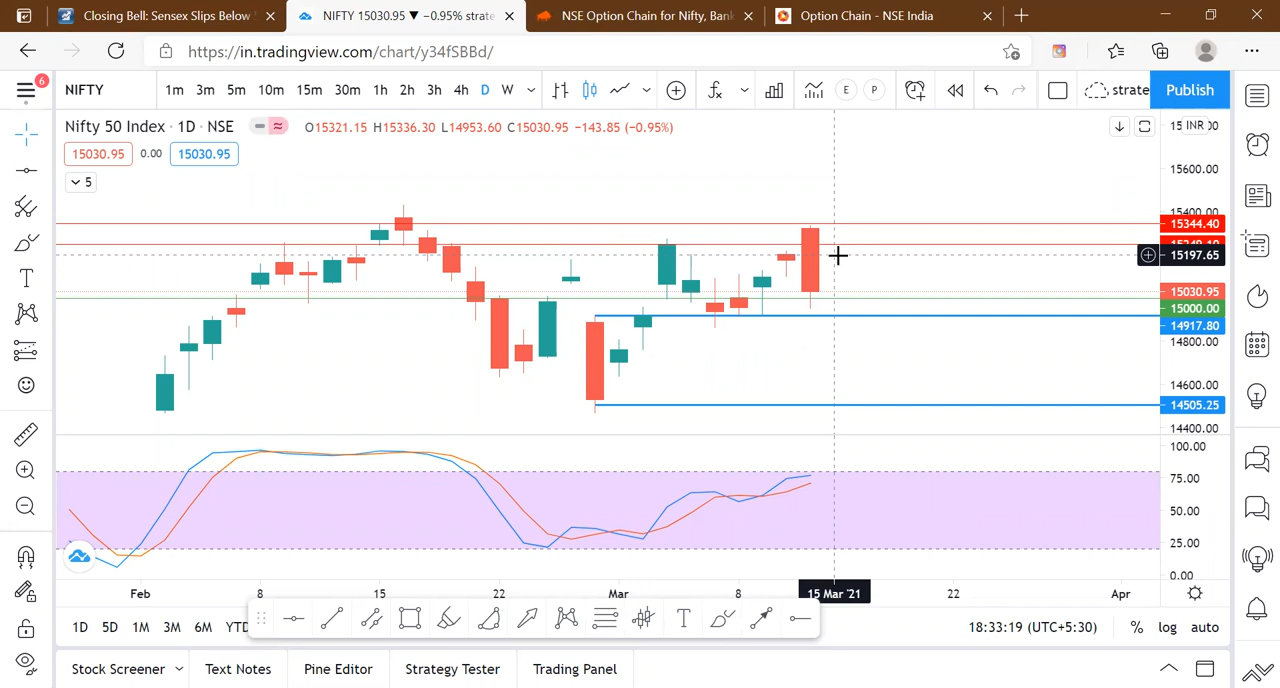 Closing Bell: Sensex Slips Below
NIFTY 15030.95 ▼ −0.95% strate
NSE Option Chain for Nifty, Bank
Option Chain - NSE India
https://in.tradingview.com/chart/y34fSBBd/
6
NIFTY
1m 3m 5m 10m 15m 30m 1h 2h 3h 4h D W
E P
strate
Publish
Nifty 50 Index · 1D · NSE
O15321.15 H15336.30 L14953.60 C15030.95 −143.85 (−0.95%)
INR
15030.95 0.00 15030.95
5
15600.00
15400.00
15344.40
15197.65
15030.95
15000.00
14917.80
14800.00
14600.00
14505.25
14400.00
100.00
75.00
50.00
25.00
0.00
Feb 8 15 22 Mar 8 15 Mar '21 22 Apr
1D 5D 1M 3M 6M YTD
T
18:33:19 (UTC+5:30) % log auto
Stock Screener Text Notes Pine Editor Strategy Tester Trading Panel